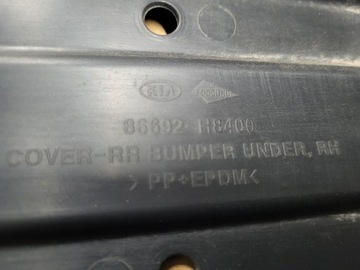 KIA
86692-H8400
COVER-RR BUMPER UNDER, RH
>PP+EPDM<